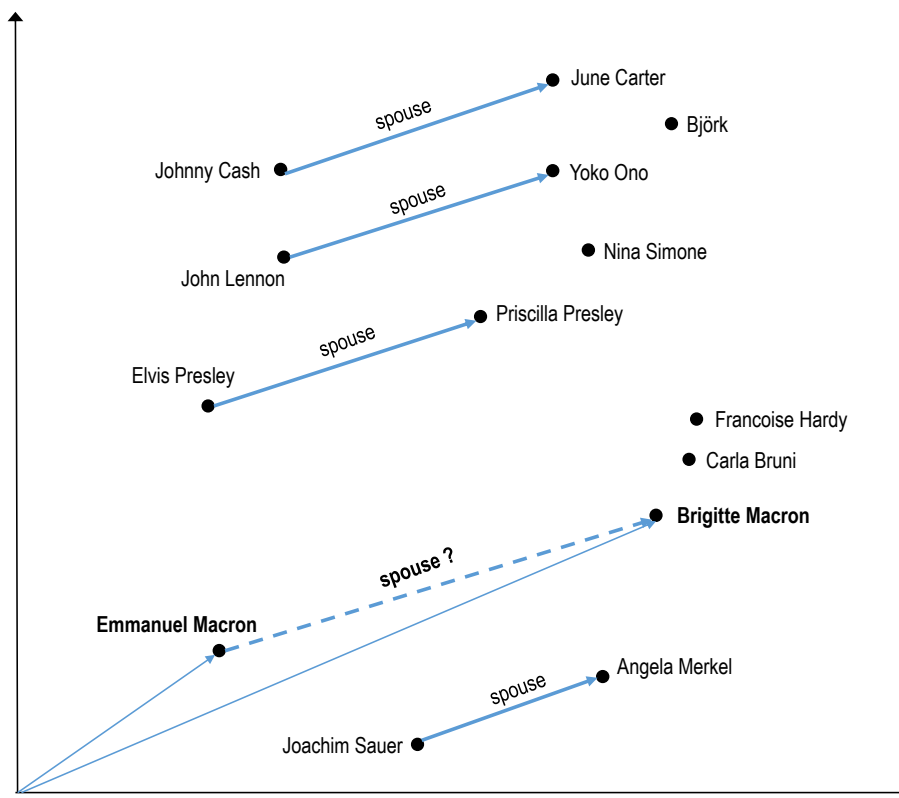 June Carter
spouse
Björk
Johnny Cash
Yoko Ono
spouse
Nina Simone
John Lennon
Priscilla Presley
spouse
Elvis Presley
Francoise Hardy
Carla Bruni
Brigitte Macron
spouse ?
Emmanuel Macron
Angela Merkel
spouse
Joachim Sauer